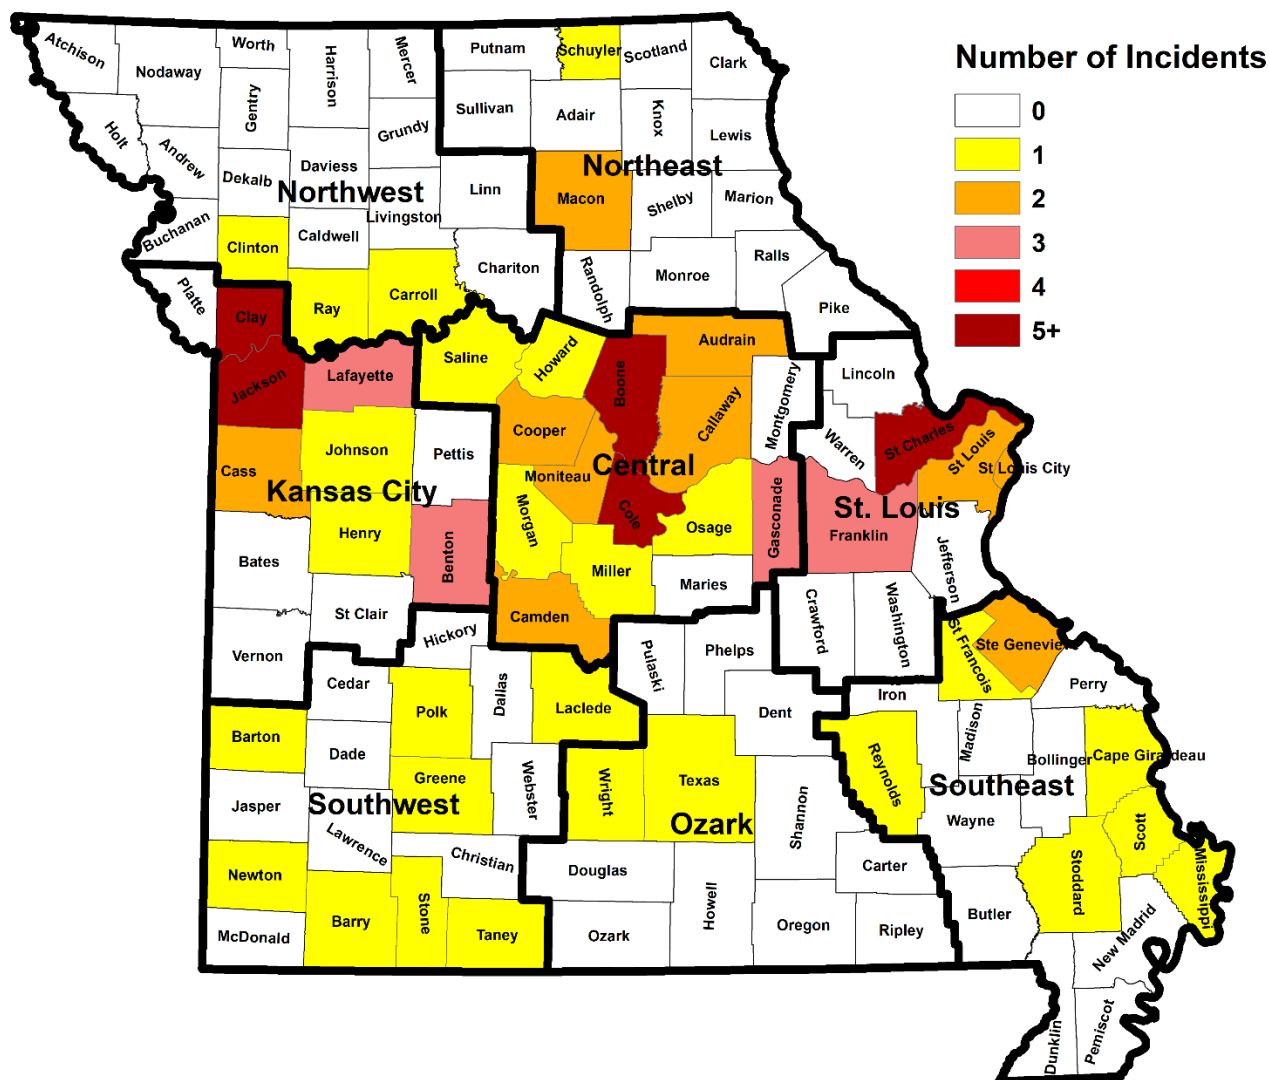 Number of Incidents
0
1
2
3
4
5+
Atchison
Nodaway
Worth
Harrison
Mercer
Putnam
Schuyler
Scotland
Clark
Holt
Gentry
Grundy
Sullivan
Adair
Knox
Lewis
Andrew
Dekalb
Daviess
Northwest
Livingston
Linn
Northeast
Macon
Shelby
Marion
Buchanan
Clinton
Caldwell
Chariton
Randolph
Monroe
Ralls
Pike
Platte
Clay
Ray
Carroll
Jackson
Lafayette
Saline
Howard
Boone
Audrain
Callaway
Montgomery
Lincoln
Warren
St Charles
St Louis
St Louis City
Cass
Johnson
Pettis
Cooper
Moniteau
Central
Kansas City
Henry
Benton
Morgan
Cole
Osage
Gasconade
St. Louis
Franklin
Jefferson
Bates
St Clair
Miller
Maries
Camden
Crawford
Washington
St Francois
Ste Genevieve
Vernon
Hickory
Pulaski
Phelps
Perry
Cedar
Polk
Dallas
Laclede
Dent
Iron
Madison
Bollinger
Cape Girardeau
Barton
Dade
Greene
Webster
Wright
Texas
Reynolds
Southeast
Jasper
Southwest
Lawrence
Christian
Ozark
Shannon
Wayne
Scott
Mississippi
Newton
Barry
Stone
Taney
Douglas
Howell
Carter
Butler
Stoddard
New Madrid
McDonald
Ozark
Oregon
Ripley
Dunklin
Pemiscot